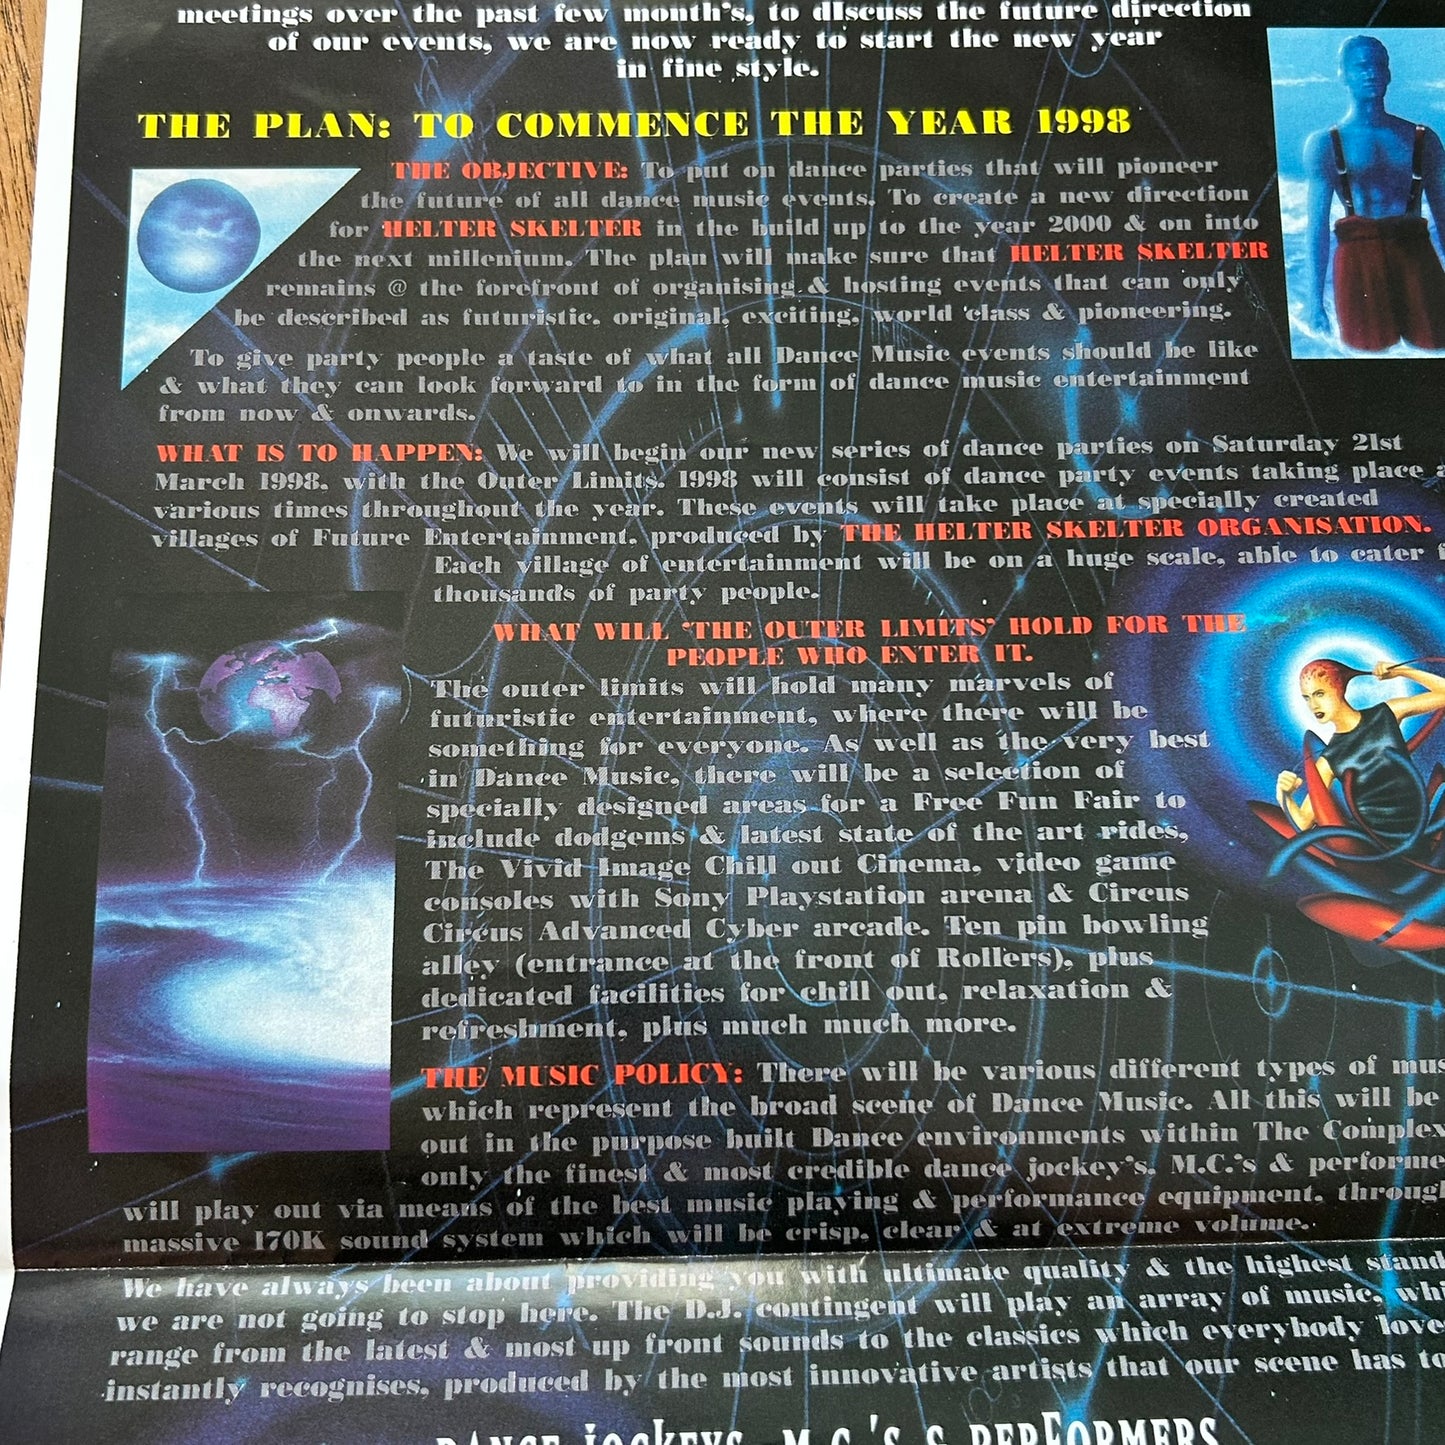 meetings over the past few month's, to discuss the future direction
of our events, we are now ready to start the new year
in fine style.
THE PLAN: TO COMMENCE THE YEAR 1998
THE OBJECTIVE: To put on dance parties that will pioneer
the future of all dance music events. To create a new direction
for HELTER SKELTER in the build up to the year 2000 & on into
the next millenium. The plan will make sure that HELTER SKELTER
remains @ the forefront of organising & hosting events that can only
be described as futuristic, original, exciting, world class & pioneering.
To give party people a taste of what all Dance Music events should be like
& what they can look forward to in the form of dance music entertainment
from now & onwards.
WHAT IS TO HAPPEN: We will begin our new series of dance parties on Saturday 21st
March 1998, with the Outer Limits. 1998 will consist of dance party events taking place
various times throughout the year. These events will take place at specially created
villages of Future Entertainment, produced by THE HELTER SKELTER ORGANISATION.
Each village of entertainment will be on a huge scale, able to cater
thousands of party people.
WHAT WILL 'THE OUTER LIMITS' HOLD FOR THE
PEOPLE WHO ENTER IT.
The outer limits will hold many marvels of
futuristic entertainment, where there will be
something for everyone. As well as the very best
in Dance Music, there will be a selection of
specially designed areas for a Free Fun Fair to
include dodgems & latest state of the art rides,
The Vivid Image Chill out Cinema, video game
consoles with Sony Playstation arena & Circus
Circus Advanced Cyber arcade. Ten pin bowling
alley (entrance at the front of Rollers), plus
dedicated facilities for chill out, relaxation &
refreshment, plus much much more.
THE MUSIC POLICY: There will be various different types of mus
which represent the broad scene of Dance Music. All this will be
out in the purpose built Dance environments within The Complex
only the finest & most credible dance jockey's, M.C.'s & performe
will play out via means of the best music playing & performance equipment, through
massive 170K sound system which will be crisp, clear & at extreme volume.
We have always been about providing you with ultimate quality & the highest stand
we are not going to stop here. The D.J. contingent will play an array of music, whi
range from the latest & most up front sounds to the classics which everybody love
instantly recognises, produced by the most innovative artists that our scene has to
DANCE JOCKEYS, M.C.'S & PERFORMERS